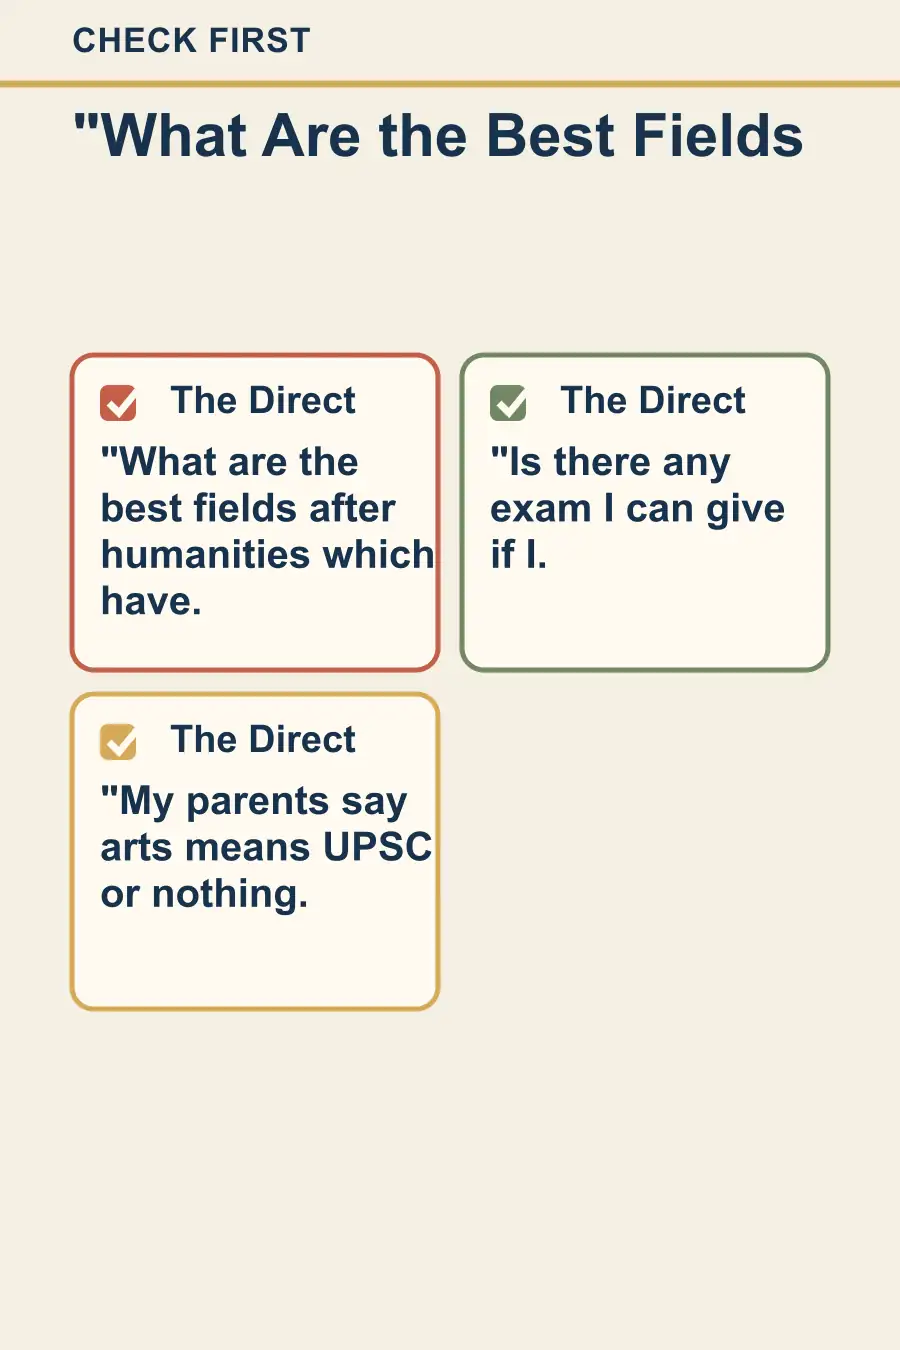 CHECK FIRST
"What Are the Best Fields
The Direct
"What are the
best fields after
humanities which
have.
The Direct
"Is there any
exam I can give
if I.
The Direct
"My parents say
arts means UPSC
or nothing.